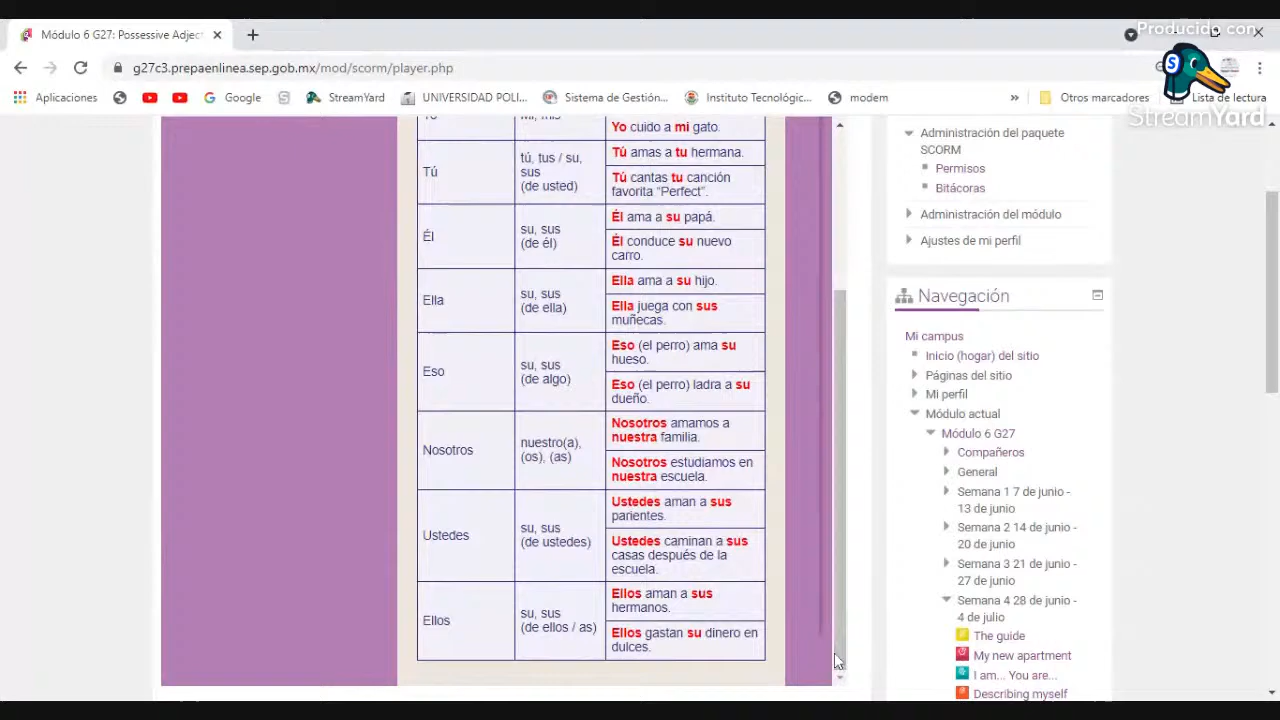 Módulo 6 G27: Possessive Adject
Producido con
g27c3.prepaenlinea.sep.gob.mx/mod/scorm/player.php
Aplicaciones
Google
StreamYard
UNIVERSIDAD POLI...
Sistema de Gestión...
Instituto Tecnológic...
modem
»
Otros marcadores
Lista de lectura
StreamYard
Yo cuido a mi gato.
Tú
tú, tus / su,
sus
(de usted)
Tú amas a tu hermana.
Tú cantas tu canción
favorita “Perfect”.
Él
su, sus
(de él)
Él ama a su papá.
Él conduce su nuevo
carro.
Ella
su, sus
(de ella)
Ella ama a su hijo.
Ella juega con sus
muñecas.
Eso
su, sus
(de algo)
Eso (el perro) ama su
hueso.
Eso (el perro) ladra a su
dueño.
Nosotros
nuestro(a),
(os), (as)
Nosotros amamos a
nuestra familia.
Nosotros estudiamos en
nuestra escuela.
Ustedes
su, sus
(de ustedes)
Ustedes aman a sus
parientes.
Ustedes caminan a sus
casas después de la
escuela.
Ellos
su, sus
(de ellos / as)
Ellos aman a sus
hermanos.
Ellos gastan su dinero en
dulces.
Administración del paquete
SCORM
Permisos
Bitácoras
Administración del módulo
Ajustes de mi perfil
Navegación
Mi campus
Inicio (hogar) del sitio
Páginas del sitio
Mi perfil
Módulo actual
Módulo 6 G27
Compañeros
General
Semana 1 7 de junio -
13 de junio
Semana 2 14 de junio -
20 de junio
Semana 3 21 de junio -
27 de junio
Semana 4 28 de junio -
4 de julio
The guide
My new apartment
I am... You are...
Describing myself